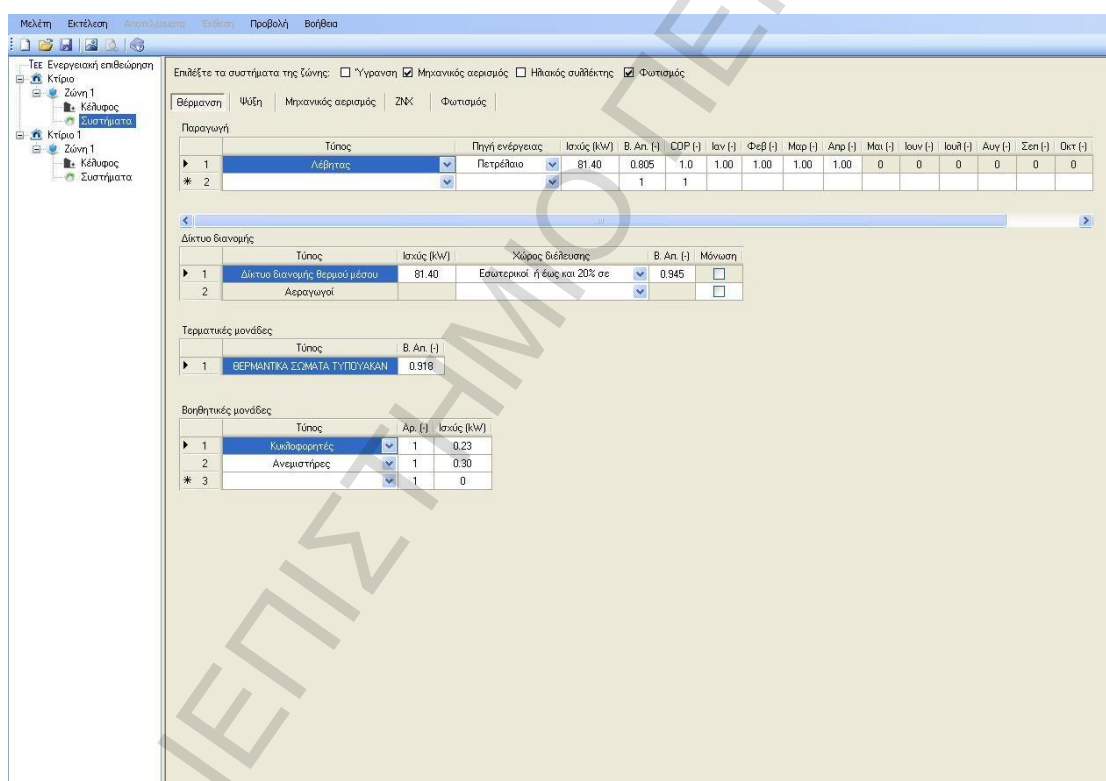 Μελέτη Εκτέλεση Αποτελέσματα Έκθεση Προβολή Βοήθεια
ΤΕΕ Ενεργειακή επιθεώρηση
Κτίριο
Ζώνη 1
Κέλυφος
Συστήματα
Κτίριο 1
Ζώνη 1
Κέλυφος
Συστήματα
Επιλέξτε τα συστήματα της ζώνης: Ύγρανση Μηχανικός αερισμός Ηλιακός συλλέκτης Φωτισμός
Θέρμανση Ψύξη Μηχανικός αερισμός ΖΝΧ Φωτισμός
Παραγωγή
Τύπος Πηγή ενέργειας Ισχύς (kW) Β. Απ. (-) COP (-) Ιαν (-) Φεβ (-) Μαρ (-) Απρ (-) Μαι (-) Ιουν (-) Ιουλ (-) Αυγ (-) Σεπ (-) Οκτ (-)
1 Λέβητας Πετρέλαιο 81.40 0.805 1.0 1.00 1.00 1.00 1.00 0 0 0 0 0 0
* 2 1 1
Δίκτυο διανομής
Τύπος Ισχύς (kW) Χώρος διέλευσης Β. Απ. (-) Μόνωση
1 Δίκτυο διανομής θερμού μέσου 81.40 Εσωτερικοί ή έως και 20% σε 0.945
2 Αεραγωγοί
Τερματικές μονάδες
Τύπος Β. Απ. (-)
1 ΘΕΡΜΑΝΤΙΚΑ ΣΩΜΑΤΑ ΤΥΠΟΥΑΚΑΝ 0.918
Βοηθητικές μονάδες
Τύπος Αρ. (-) Ισχύς (kW)
1 Κυκλοφορητές 1 0.23
2 Ανεμιστήρες 1 0.30
* 3 1 0